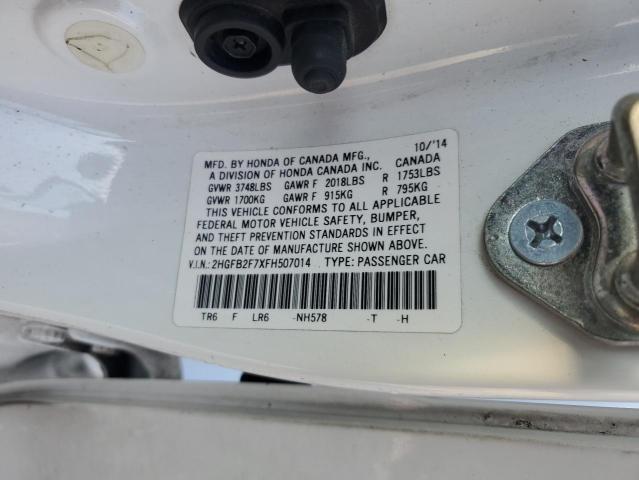 MFD. BY HONDA OF CANADA MFG., 10/'14
A DIVISION OF HONDA CANADA INC. CANADA
GVWR 3748LBS GAWR F 2018LBS R 1753LBS
GVWR 1700KG GAWR F 915KG R 795KG
THIS VEHICLE CONFORMS TO ALL APPLICABLE
FEDERAL MOTOR VEHICLE SAFETY, BUMPER,
AND THEFT PREVENTION STANDARDS IN EFFECT
ON THE DATE OF MANUFACTURE SHOWN ABOVE.
V.I.N.: 2HGFB2F7XFH507014 TYPE: PASSENGER CAR
TR6 F LR6 -NH578 -T -H